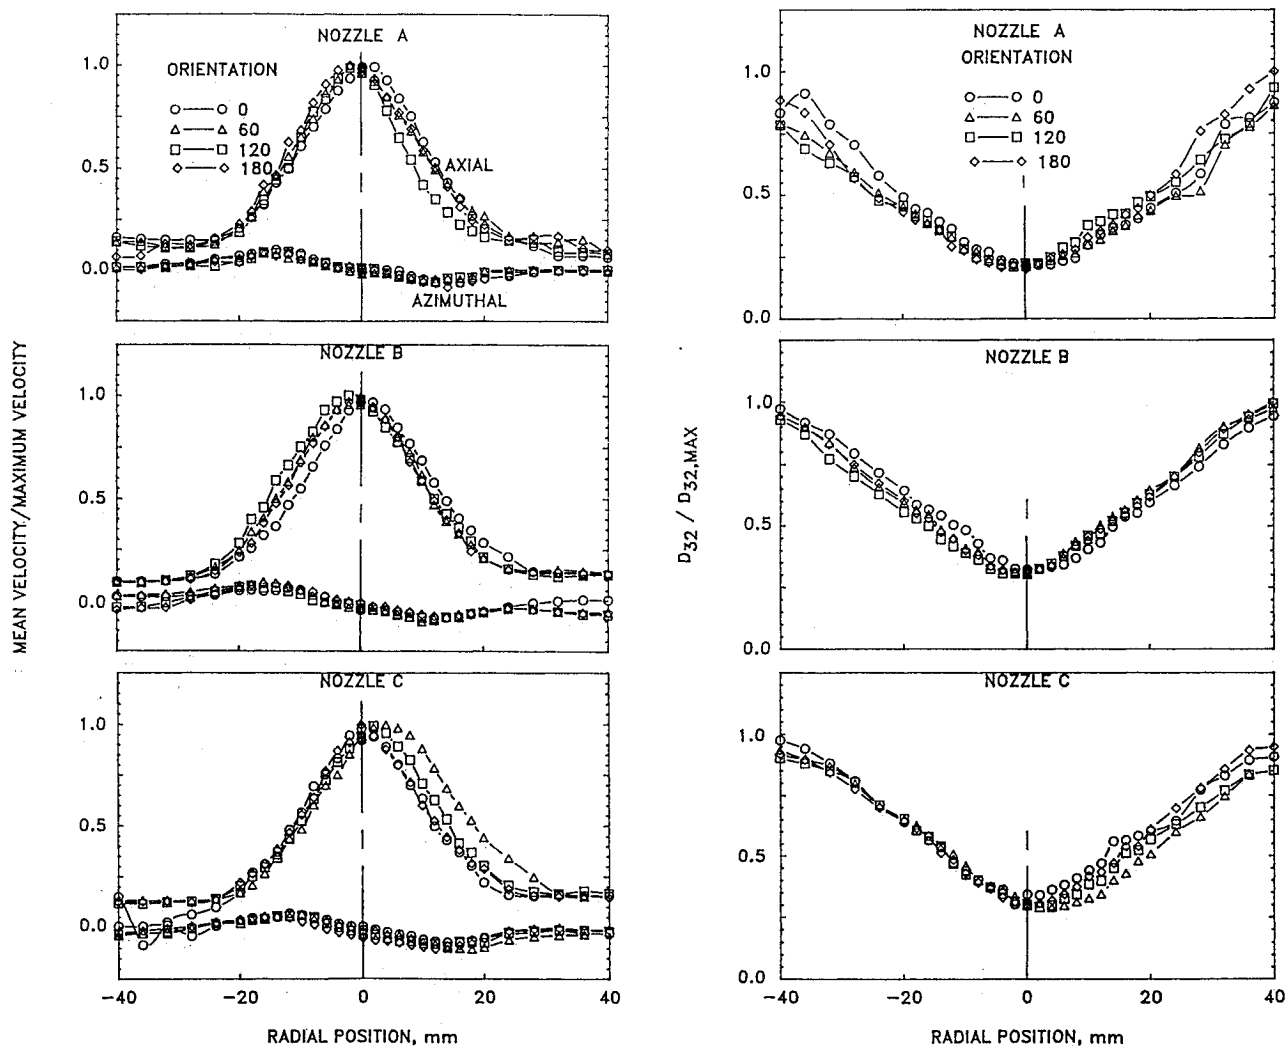 MEAN VELOCITY/MAXIMUM VELOCITY
NOZZLE A
ORIENTATION
0
60
120
180
AXIAL
AZIMUTHAL
1.0
0.5
0.0
NOZZLE B
1.0
0.5
0.0
NOZZLE C
1.0
0.5
0.0
-40 -20 0 20 40
RADIAL POSITION, mm
D32 / D32,MAX
NOZZLE A
ORIENTATION
0
60
120
180
1.0
0.5
0.0
NOZZLE B
1.0
0.5
0.0
NOZZLE C
1.0
0.5
0.0
-40 -20 0 20 40
RADIAL POSITION, mm